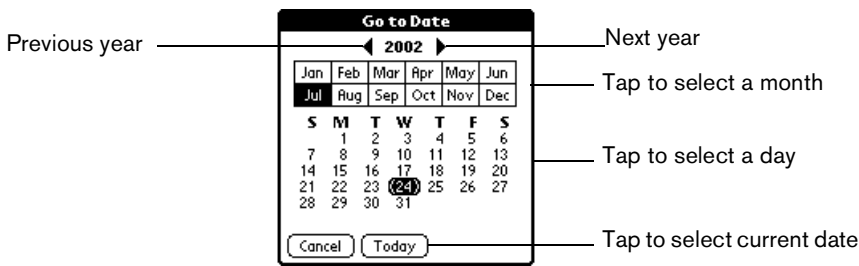 Go to Date
Previous year
2002
Next year
Jan Feb Mar Apr May Jun
Tap to select a month
Jul Aug Sep Oct Nov Dec
S M T W T F S
1 2 3 4 5 6
7 8 9 10 11 12 13
Tap to select a day
14 15 16 17 18 19 20
21 22 23 24 25 26 27
28 29 30 31
Cancel Today
Tap to select current date